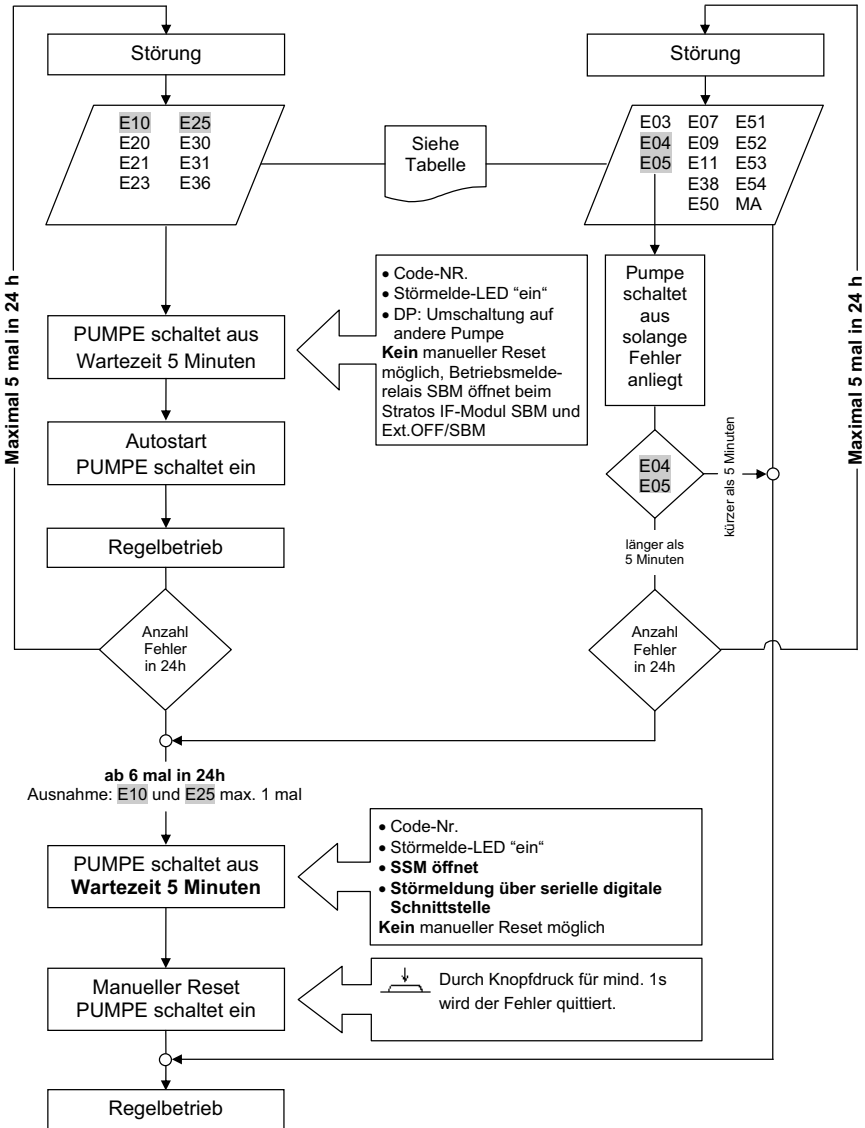 Störung
E10 E25
E20 E30
E21 E31
E23 E36
Siehe
Tabelle
Störung
E03 E07 E51
E04 E09 E52
E05 E11 E53
E38 E54
E50 MA
Maximal 5 mal in 24 h
PUMPE schaltet aus
Wartezeit 5 Minuten
• Code-NR.
• Störmelde-LED “ein“
• DP: Umschaltung auf
andere Pumpe
Kein manueller Reset
möglich, Betriebsmelde-
relais SBM öffnet beim
Stratos IF-Modul SBM und
Ext.OFF/SBM
Pumpe
schaltet
aus
solange
Fehler
anliegt
Maximal 5 mal in 24 h
Autostart
PUMPE schaltet ein
E04
E05
kürzer als 5 Minuten
länger als
5 Minuten
Regelbetrieb
Anzahl
Fehler
in 24h
Anzahl
Fehler
in 24h
ab 6 mal in 24h
Ausnahme: E10 und E25 max. 1 mal
PUMPE schaltet aus
Wartezeit 5 Minuten
• Code-Nr.
• Störmelde-LED “ein“
• SSM öffnet
• Störmeldung über serielle digitale
Schnittstelle
Kein manueller Reset möglich
Manueller Reset
PUMPE schaltet ein
Durch Knopfdruck für mind. 1s
wird der Fehler quittiert.
Regelbetrieb